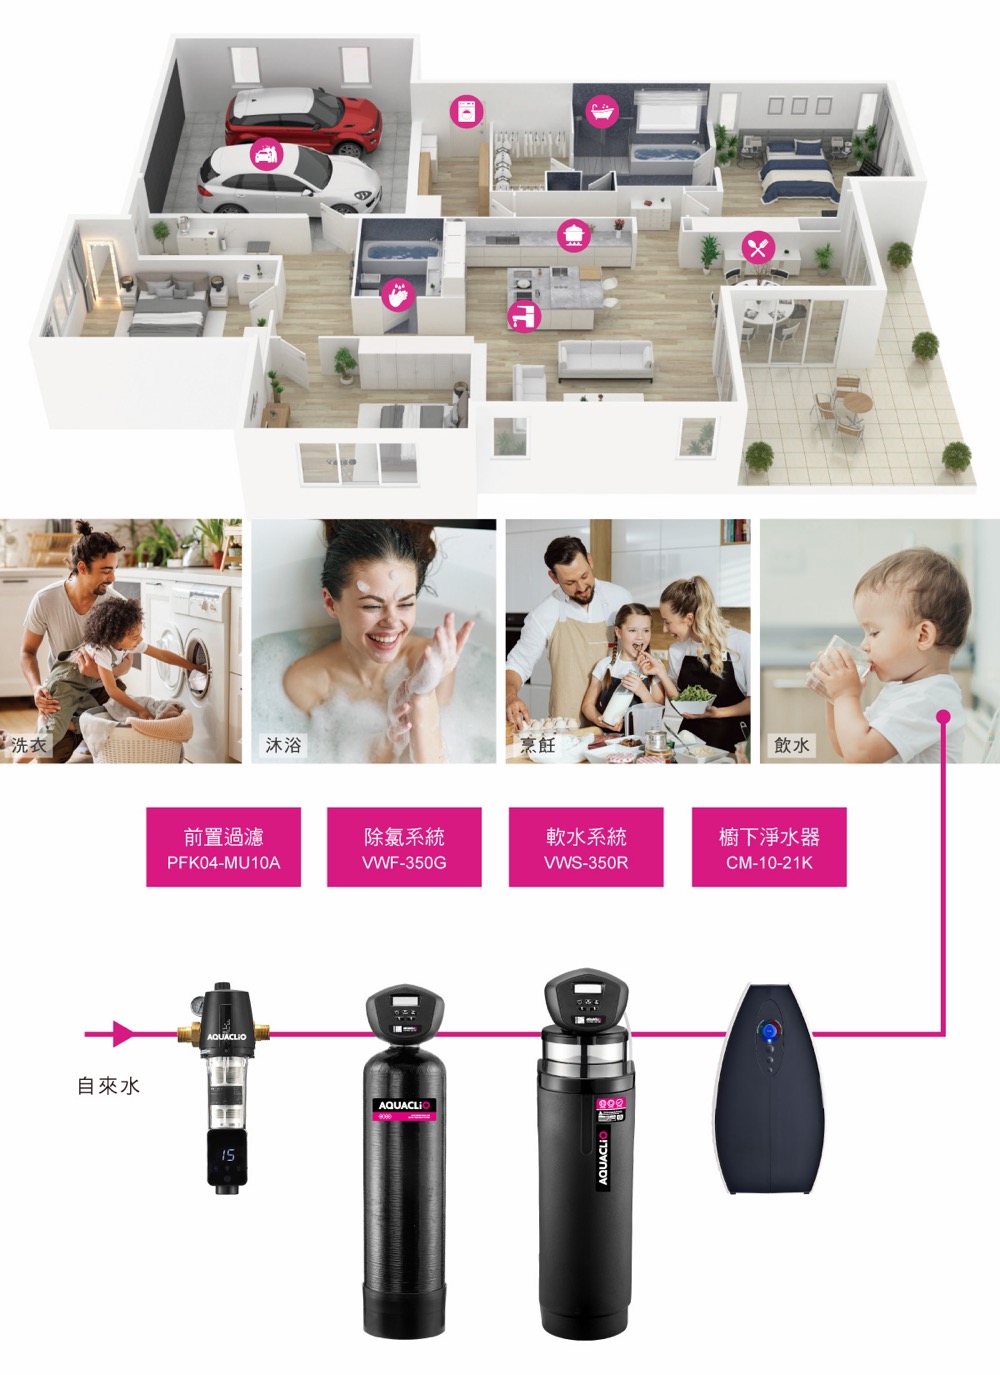 洗衣
沐浴
烹飪
飲水
前置過濾
PFK04-MU10A
除氯系統
VWF-350G
軟水系統
VWS-350R
櫥下淨水器
CM-10-21K
自來水
AQUACLiO
15
AQUACLiO
AQUACLiO